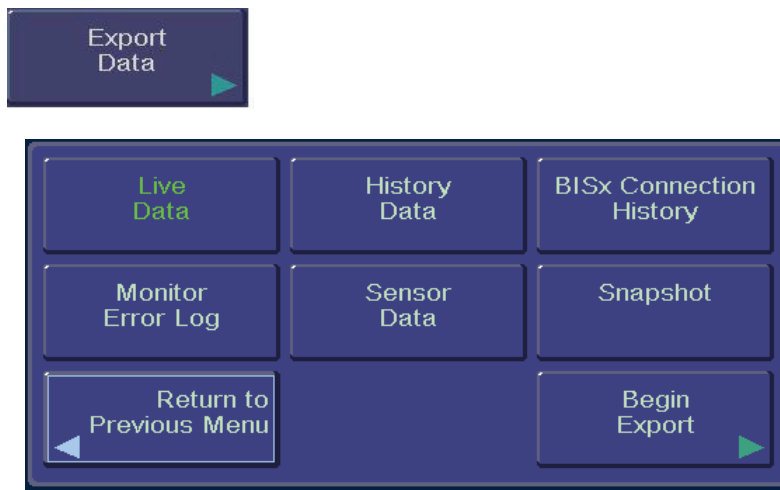 Export
Data
Live
Data
History
Data
BISx Connection
History
Monitor
Error Log
Sensor
Data
Snapshot
Return to
Previous Menu
Begin
Export